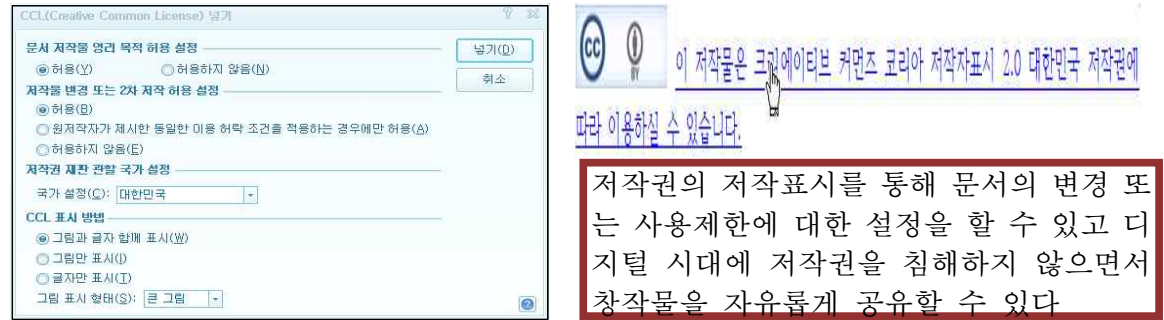 CCL(Creative Common License) 넣기
문서 저작물 영리 목적 허용 설정
허용(Y) 허용하지 않음(N)
저작물 변경 또는 2차 저작 허용 설정
허용(B)
원저작자가 제시한 동일한 이용 허락 조건을 적용하는 경우에만 허용(A)
허용하지 않음(E)
저작권 재판 관할 국가 설정
국가 설정(C): 대한민국
CCL 표시 방법
그림과 글자 함께 표시(W)
그림만 표시(I)
글자만 표시(T)
그림 표시 형태(S): 큰 그림
넣기(D)
취소
cc BY 이 저작물은 크리에이티브 커먼즈 코리아 저작자표시 2.0 대한민국 저작권에
따라 이용하실 수 있습니다.
저작권의 저작표시를 통해 문서의 변경 또
는 사용제한에 대한 설정을 할 수 있고 디
지털 시대에 저작권을 침해하지 않으면서
창작물을 자유롭게 공유할 수 있다